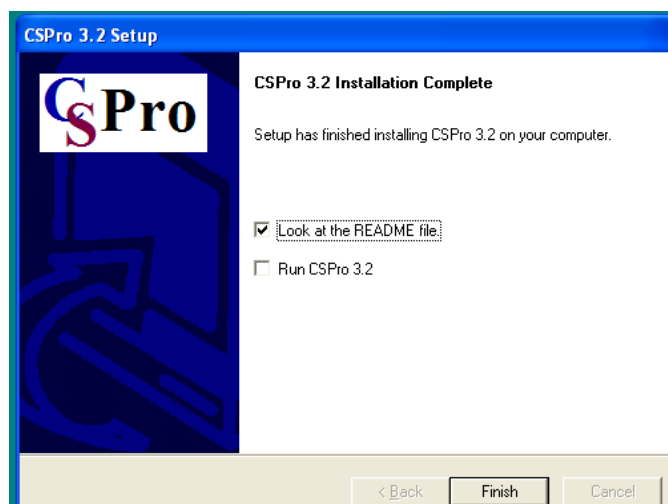 CSPro 3.2 Setup
CSPro
CSPro 3.2 Installation Complete
Setup has finished installing CSPro 3.2 on your computer.
Look at the README file.
Run CSPro 3.2
< Back Finish Cancel